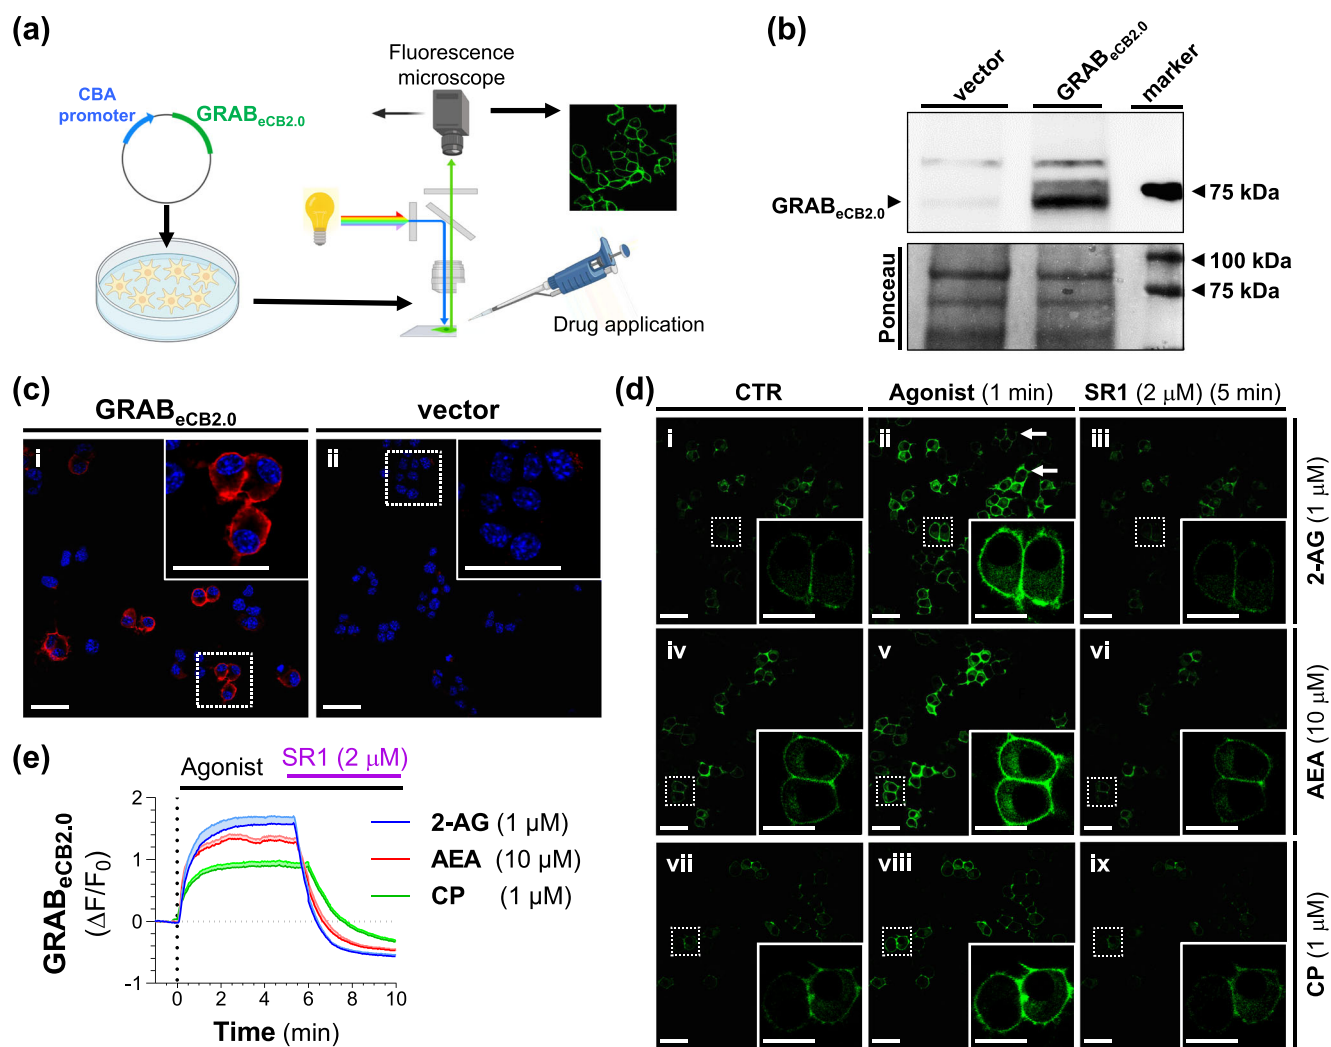 (a)
Fluorescence
microscope
CBA
promoter
GRABeCB2.0
Drug application
(b)
vector
GRABeCB2.0
marker
75 kDa
GRABeCB2.0
100 kDa
75 kDa
Ponceau
(c)
GRABeCB2.0
vector
i
ii
(d)
CTR
Agonist (1 min)
SR1 (2 μM) (5 min)
i
ii
iii
2-AG (1 μM)
iv
v
vi
AEA (10 μM)
vii
viii
ix
CP (1 μM)
(e)
Agonist
SR1 (2 μM)
2
1
0
-1
GRABeCB2.0
(ΔF/F0)
0 2 4 6 8 10
Time (min)
2-AG (1 μM)
AEA (10 μM)
CP (1 μM)